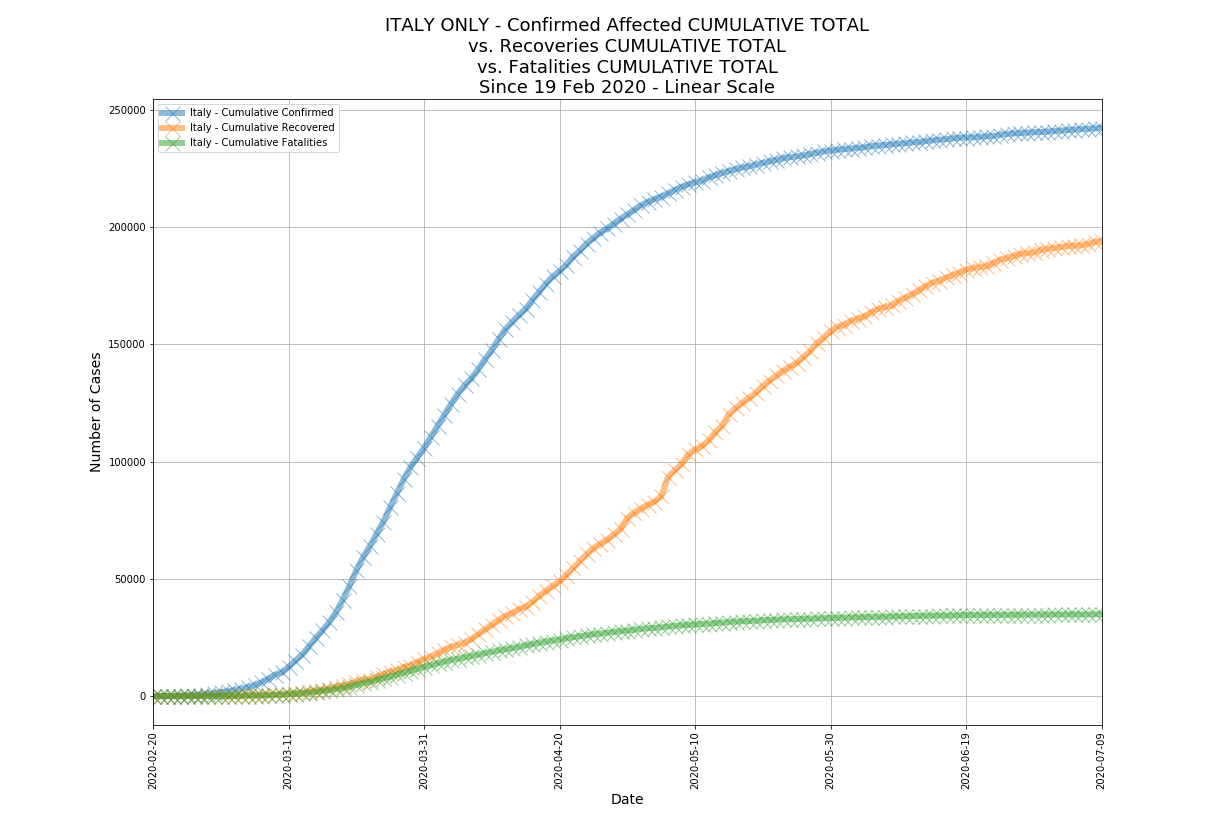 ITALY ONLY - Confirmed Affected CUMULATIVE TOTAL
vs. Recoveries CUMULATIVE TOTAL
vs. Fatalities CUMULATIVE TOTAL
Since 19 Feb 2020 - Linear Scale
Italy - Cumulative Confirmed
Italy - Cumulative Recovered
Italy - Cumulative Fatalities
Number of Cases
250000
200000
150000
100000
50000
0
2020-02-20
2020-03-11
2020-03-31
2020-04-20
2020-05-10
2020-05-30
2020-06-19
2020-07-09
Date